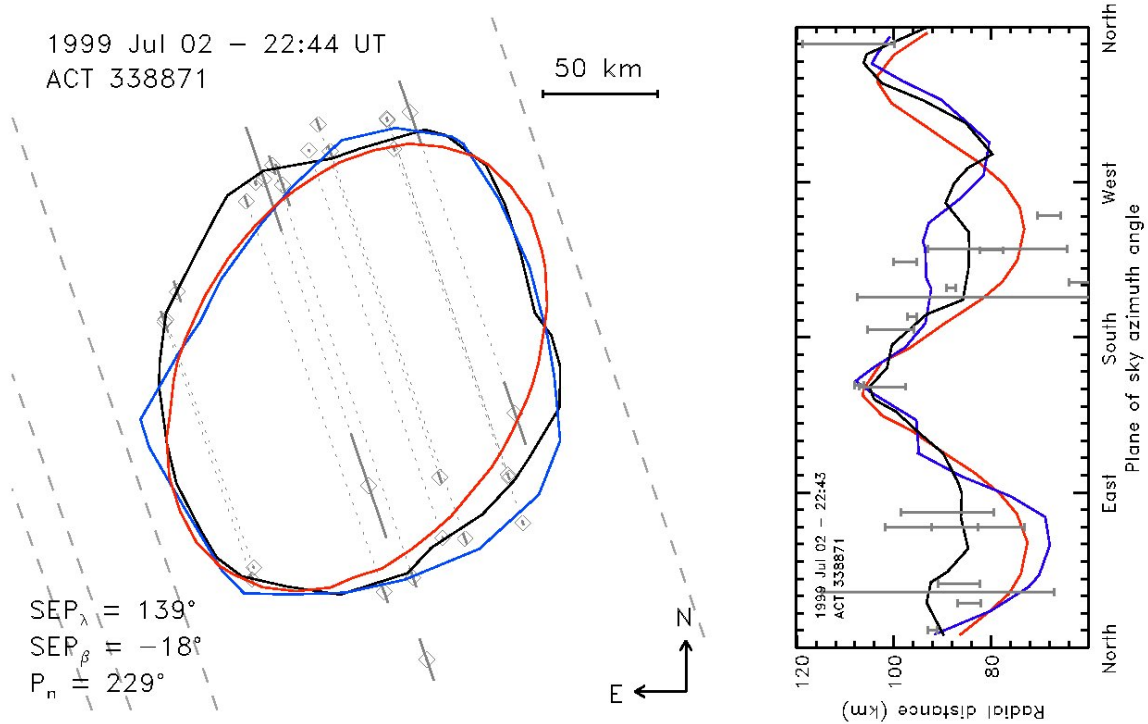 1999 Jul 02 – 22:44 UT
ACT 338871
50 km
SEPλ = 139°
SEPβ = −18°
Pn = 229°
N
E
North
West
South
East
North
Plane of sky azimuth angle
1999 Jul 02 – 22:43
ACT 338871
120
100
80
Radial distance (km)